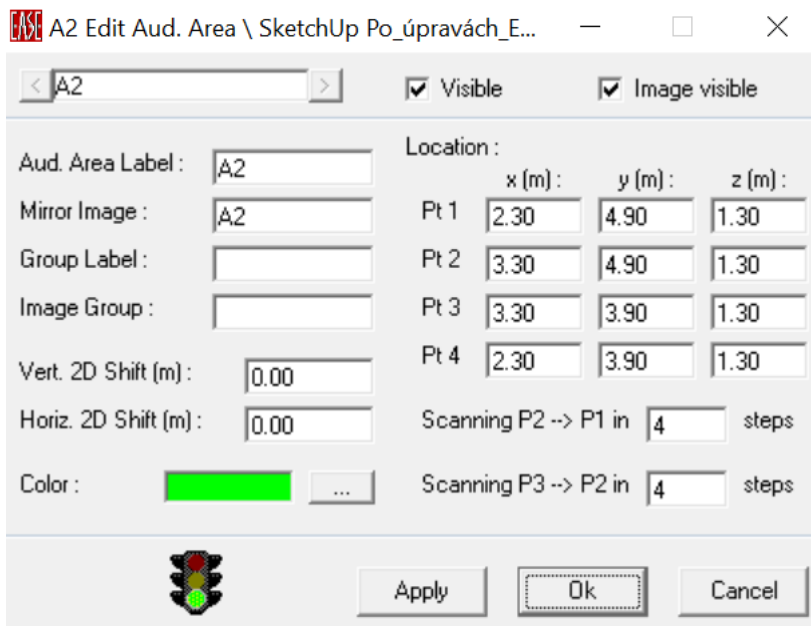 EASE A2 Edit Aud. Area \ SketchUp Po_úpravách_E...
< A2 >
Visible
Image visible
Aud. Area Label : A2
Mirror Image : A2
Group Label :
Image Group :
Vert. 2D Shift (m) : 0.00
Horiz. 2D Shift (m) : 0.00
Color : ...
Location :
x (m) : y (m) : z (m) :
Pt 1 2.30 4.90 1.30
Pt 2 3.30 4.90 1.30
Pt 3 3.30 3.90 1.30
Pt 4 2.30 3.90 1.30
Scanning P2 --> P1 in 4 steps
Scanning P3 --> P2 in 4 steps
Apply
Ok
Cancel